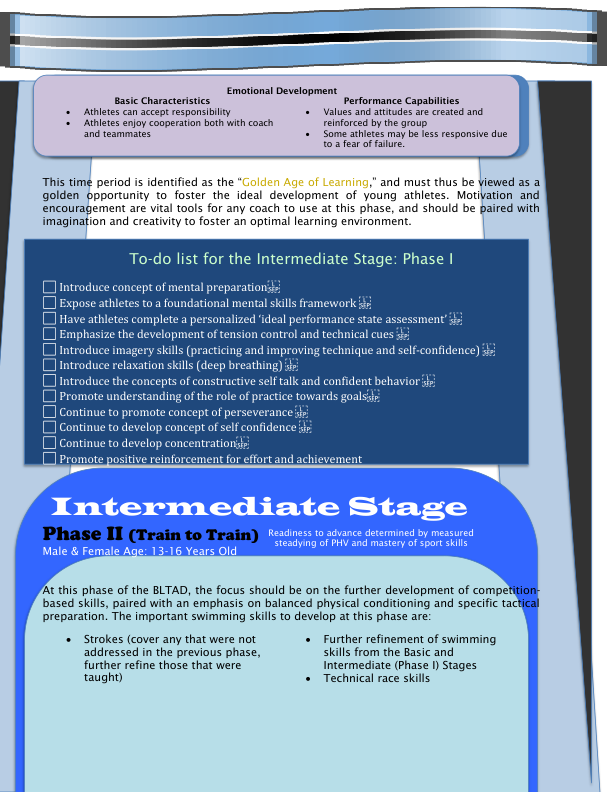 Emotional Development
Basic Characteristics
• Athletes can accept responsibility
• Athletes enjoy cooperation both with coach
and teammates
Performance Capabilities
• Values and attitudes are created and
reinforced by the group
• Some athletes may be less responsive due
to a fear of failure.
This time period is identified as the “Golden Age of Learning,” and must thus be viewed as a
golden opportunity to foster the ideal development of young athletes. Motivation and
encouragement are vital tools for any coach to use at this phase, and should be paired with
imagination and creativity to foster an optimal learning environment.
To-do list for the Intermediate Stage: Phase I
Introduce concept of mental preparation
Expose athletes to a foundational mental skills framework
Have athletes complete a personalized ‘ideal performance state assessment’
Emphasize the development of tension control and technical cues
Introduce imagery skills (practicing and improving technique and self-confidence)
Introduce relaxation skills (deep breathing)
Introduce the concepts of constructive self talk and confident behavior
Promote understanding of the role of practice towards goals
Continue to promote concept of perseverance
Continue to develop concept of self confidence
Continue to develop concentration
Promote positive reinforcement for effort and achievement
Intermediate Stage
Phase II (Train to Train)
Readiness to advance determined by measured
steadying of PHV and mastery of sport skills
Male & Female Age: 13-16 Years Old
At this phase of the BLTAD, the focus should be on the further development of competition-
based skills, paired with an emphasis on balanced physical conditioning and specific tactical
preparation. The important swimming skills to develop at this phase are:
• Strokes (cover any that were not
addressed in the previous phase,
further refine those that were
taught)
• Further refinement of swimming
skills from the Basic and
Intermediate (Phase I) Stages
• Technical race skills